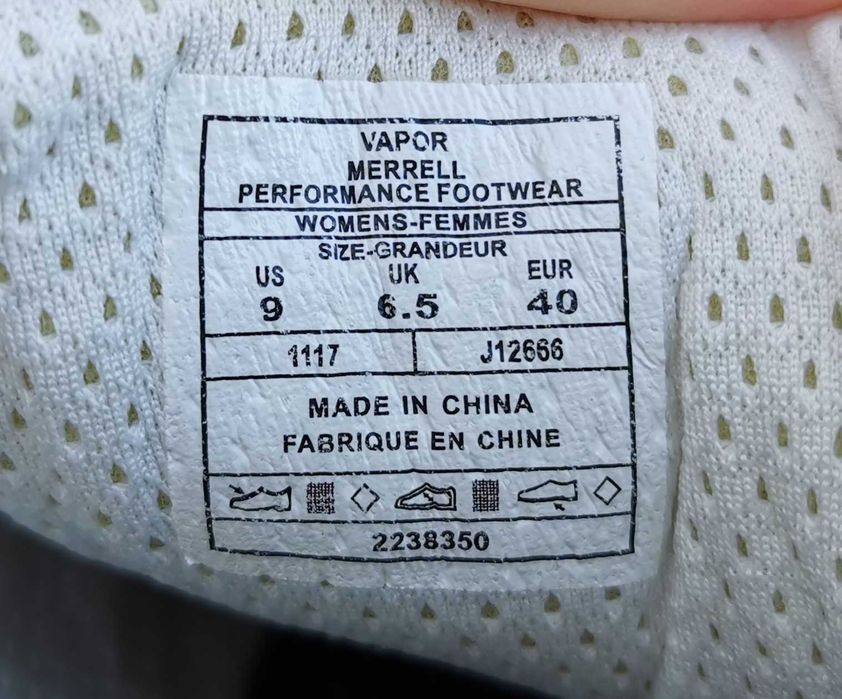 VAPOR
MERRELL
PERFORMANCE FOOTWEAR
WOMENS-FEMMES
SIZE-GRANDEUR
US UK EUR
9 6.5 40
1117 J12666
MADE IN CHINA
FABRIQUE EN CHINE
2238350